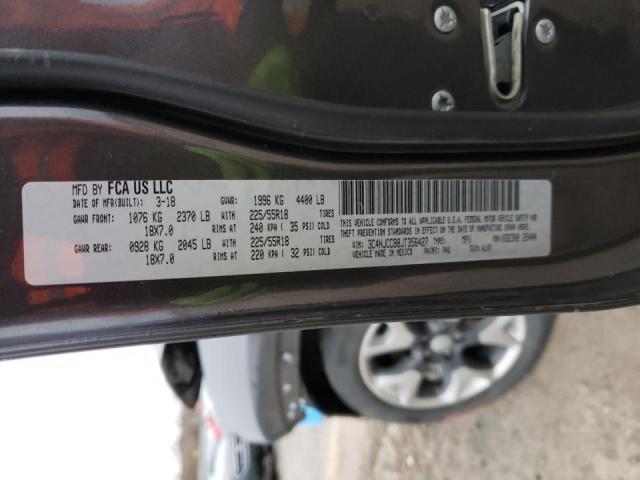 MFD BY FCA US LLC
DATE OF MFR(BUILT): 3-18 GVWR: 1996 KG 4400 LB
GAWR FRONT: 1076 KG 2370 LB WITH 225/55R18 TIRES
18X7.0 RIMS AT 240 KPA ( 35 PSI) COLD
GAWR REAR: 0928 KG 2045 LB WITH 225/55R18 TIRES
18X7.0 RIMS AT 220 KPA ( 32 PSI) COLD
THIS VEHICLE CONFORMS TO ALL APPLICABLE U.S.A. FEDERAL MOTOR VEHICLE SAFETY AND
THEFT PREVENTION STANDARDS IN EFFECT ON THE DATE OF MANUFACTURE SHOWN ABOVE.
VIN: 3C4NJCCB8JT356427 TYPE: MPV
VEHICLE MADE IN MEXICO PAINT: PAU TRIM: